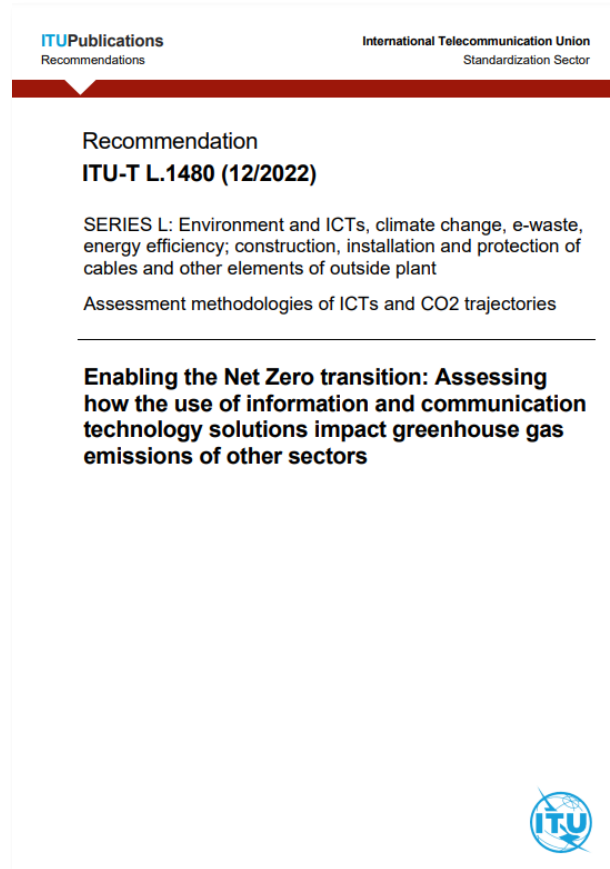 ITUPublications
International Telecommunication Union
Recommendations
Standardization Sector
Recommendation
ITU-T L.1480 (12/2022)
SERIES L: Environment and ICTs, climate change, e-waste,
energy efficiency; construction, installation and protection of
cables and other elements of outside plant
Assessment methodologies of ICTs and CO2 trajectories
Enabling the Net Zero transition: Assessing
how the use of information and communication
technology solutions impact greenhouse gas
emissions of other sectors
ITU